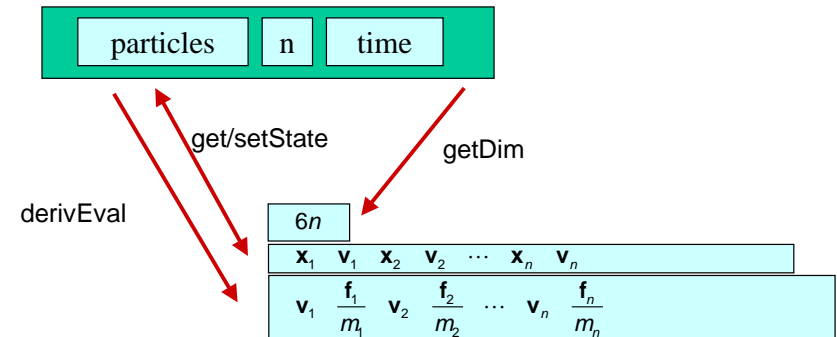 particles n time
get/setState
getDim
derivEval
6n
x₁ v₁ x₂ v₂ ⋯ xₙ vₙ
v₁ f₁/m₁ v₂ f₂/m₂ ⋯ vₙ fₙ/mₙ